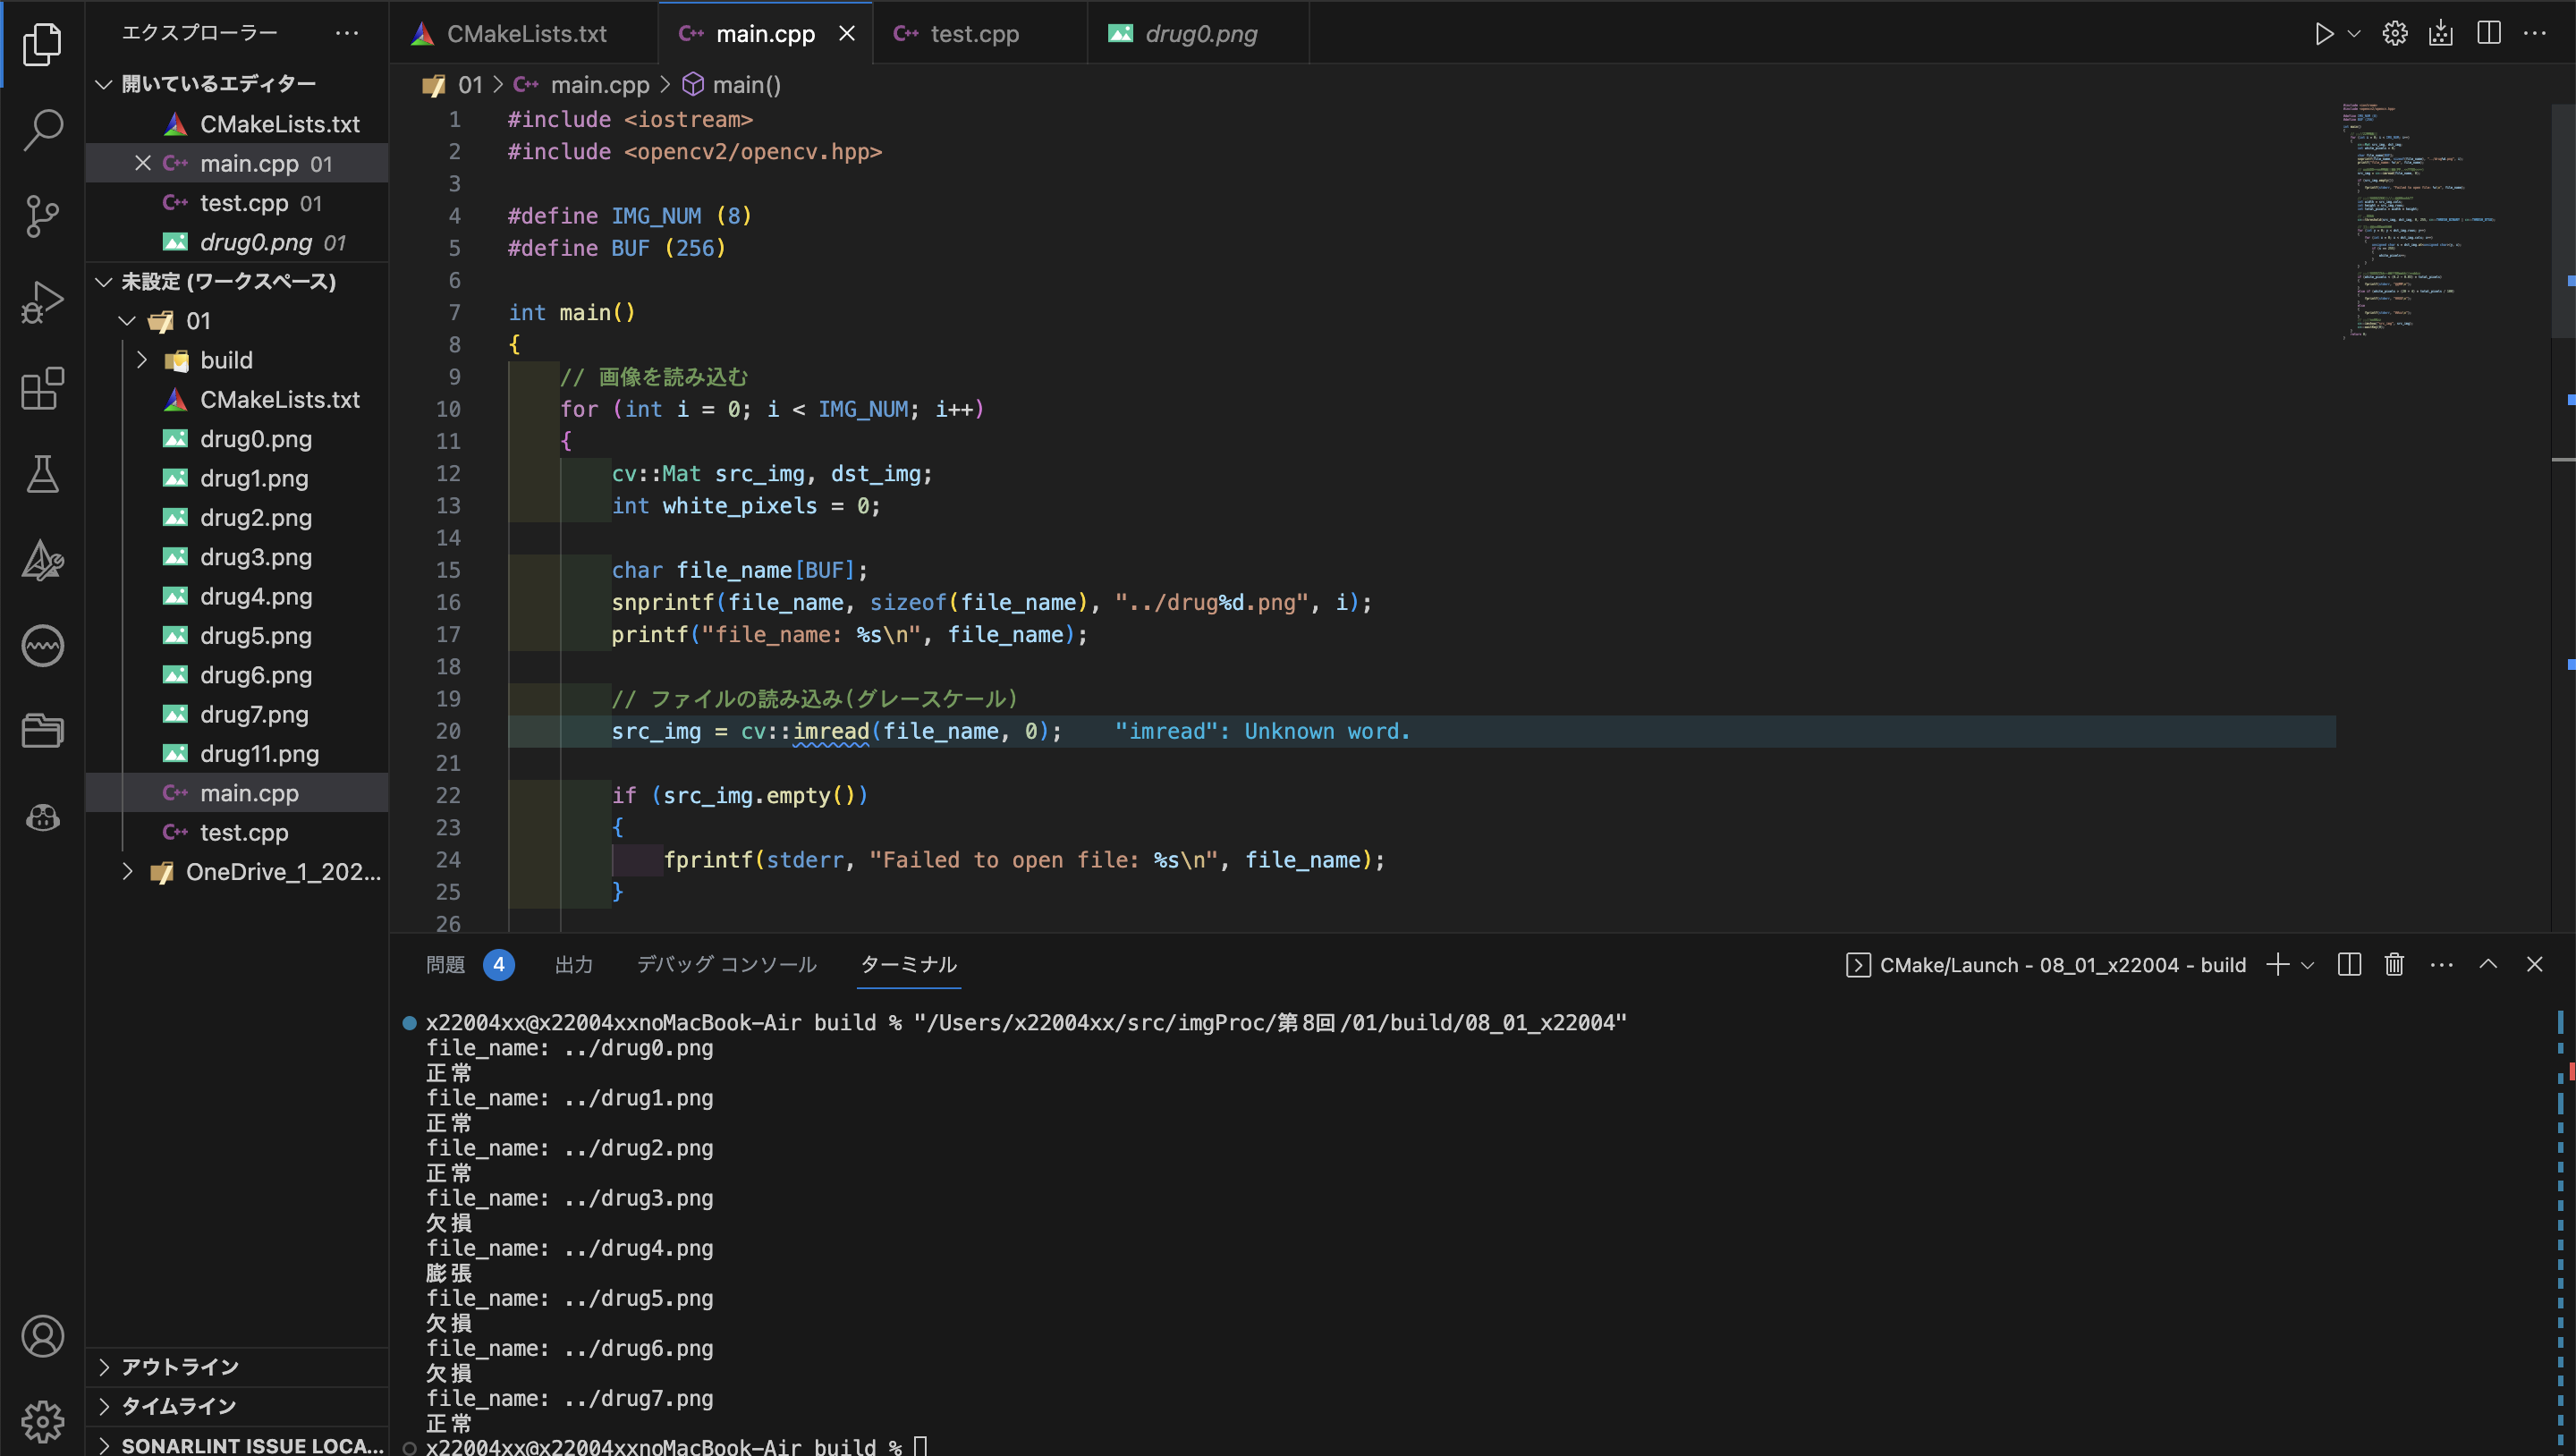 エクスプローラー
開いているエディター
CMakeLists.txt
main.cpp 01
test.cpp 01
drug0.png 01
未設定 (ワークスペース)
01
build
CMakeLists.txt
drug0.png
drug1.png
drug2.png
drug3.png
drug4.png
drug5.png
drug6.png
drug7.png
drug11.png
main.cpp
test.cpp
OneDrive_1_202...
アウトライン
タイムライン
SONARLINT ISSUE LOCA...
CMakeLists.txt
main.cpp
test.cpp
drug0.png
01 > main.cpp > main()
1 #include <iostream>
2 #include <opencv2/opencv.hpp>
3
4 #define IMG_NUM (8)
5 #define BUF (256)
6
7 int main()
8 {
9 // 画像を読み込む
10 for (int i = 0; i < IMG_NUM; i++)
11 {
12 cv::Mat src_img, dst_img;
13 int white_pixels = 0;
14
15 char file_name[BUF];
16 snprintf(file_name, sizeof(file_name), "../drug%d.png", i);
17 printf("file_name: %s\n", file_name);
18
19 // ファイルの読み込み(グレースケール)
20 src_img = cv::imread(file_name, 0); "imread": Unknown word.
21
22 if (src_img.empty())
23 {
24 fprintf(stderr, "Failed to open file: %s\n", file_name);
25 }
26
問題 4 出力 デバッグ コンソール ターミナル
CMake/Launch - 08_01_x22004 - build
x22004xx@x22004xxnoMacBook-Air build % "/Users/x22004xx/src/imgProc/第8回/01/build/08_01_x22004"
file_name: ../drug0.png
正常
file_name: ../drug1.png
正常
file_name: ../drug2.png
正常
file_name: ../drug3.png
欠損
file_name: ../drug4.png
膨張
file_name: ../drug5.png
欠損
file_name: ../drug6.png
欠損
file_name: ../drug7.png
正常
x22004xx@x22004xxnoMacBook-Air build %